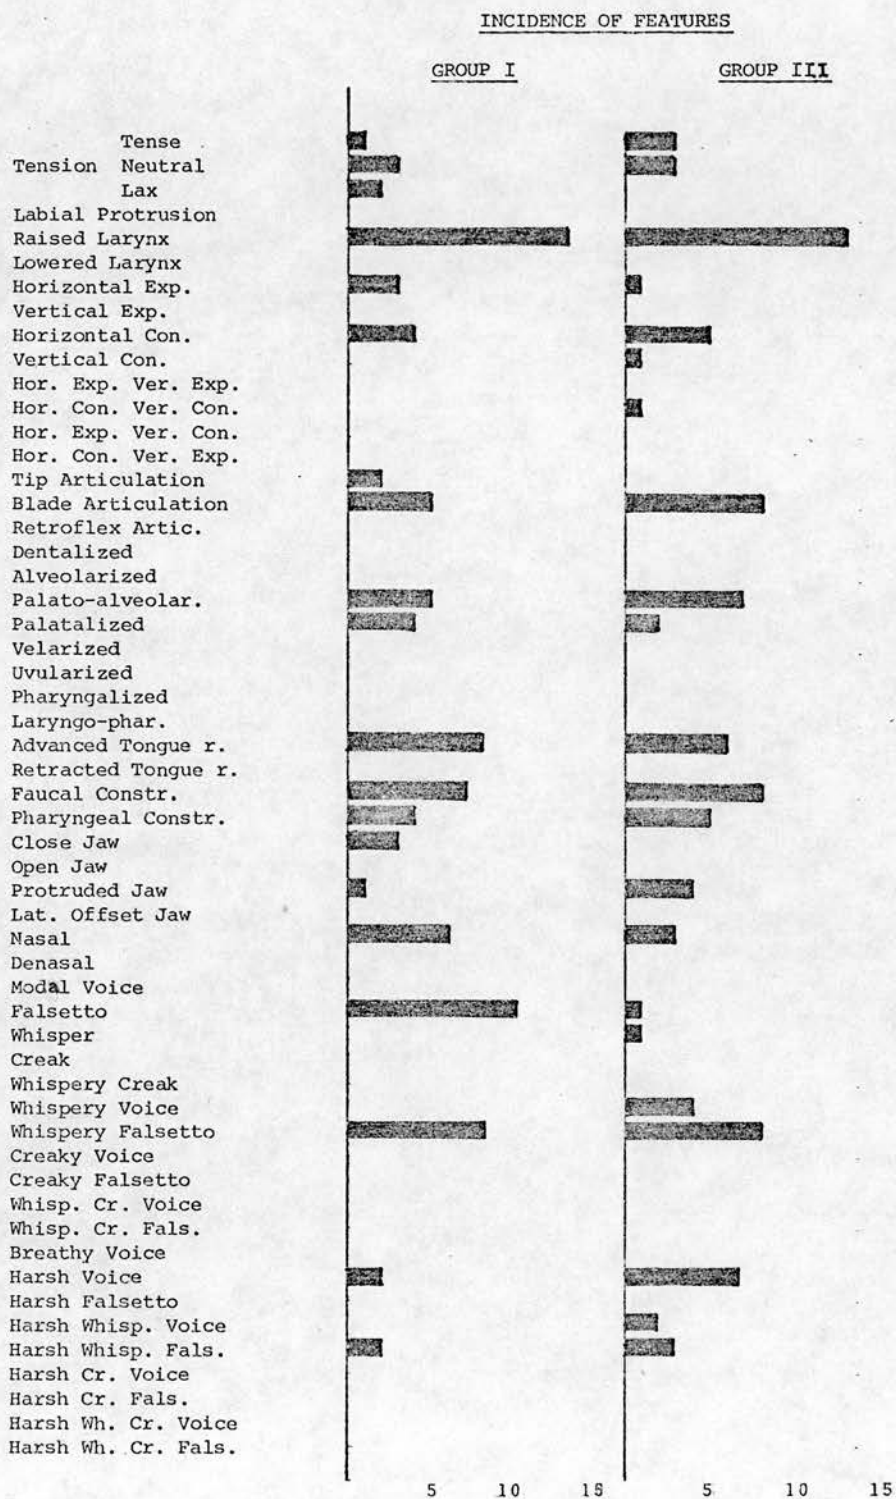 INCIDENCE OF FEATURES
GROUP I GROUP III
Tense
Tension Neutral
Lax
Labial Protrusion
Raised Larynx
Lowered Larynx
Horizontal Exp.
Vertical Exp.
Horizontal Con.
Vertical Con.
Hor. Exp. Ver. Exp.
Hor. Con. Ver. Con.
Hor. Exp. Ver. Con.
Hor. Con. Ver. Exp.
Tip Articulation
Blade Articulation
Retroflex Artic.
Dentalized
Alveolarized
Palato-alveolar.
Palatalized
Velarized
Uvularized
Pharyngalized
Laryngo-phar.
Advanced Tongue r.
Retracted Tongue r.
Faucal Constr.
Pharyngeal Constr.
Close Jaw
Open Jaw
Protruded Jaw
Lat. Offset Jaw
Nasal
Denasal
Modal Voice
Falsetto
Whisper
Creak
Whispery Creak
Whispery Voice
Whispery Falsetto
Creaky Voice
Creaky Falsetto
Whisp. Cr. Voice
Whisp. Cr. Fals.
Breathy Voice
Harsh Voice
Harsh Falsetto
Harsh Whisp. Voice
Harsh Whisp. Fals.
Harsh Cr. Voice
Harsh Cr. Fals.
Harsh Wh. Cr. Voice
Harsh Wh. Cr. Fals.
5 10 15 5 10 15